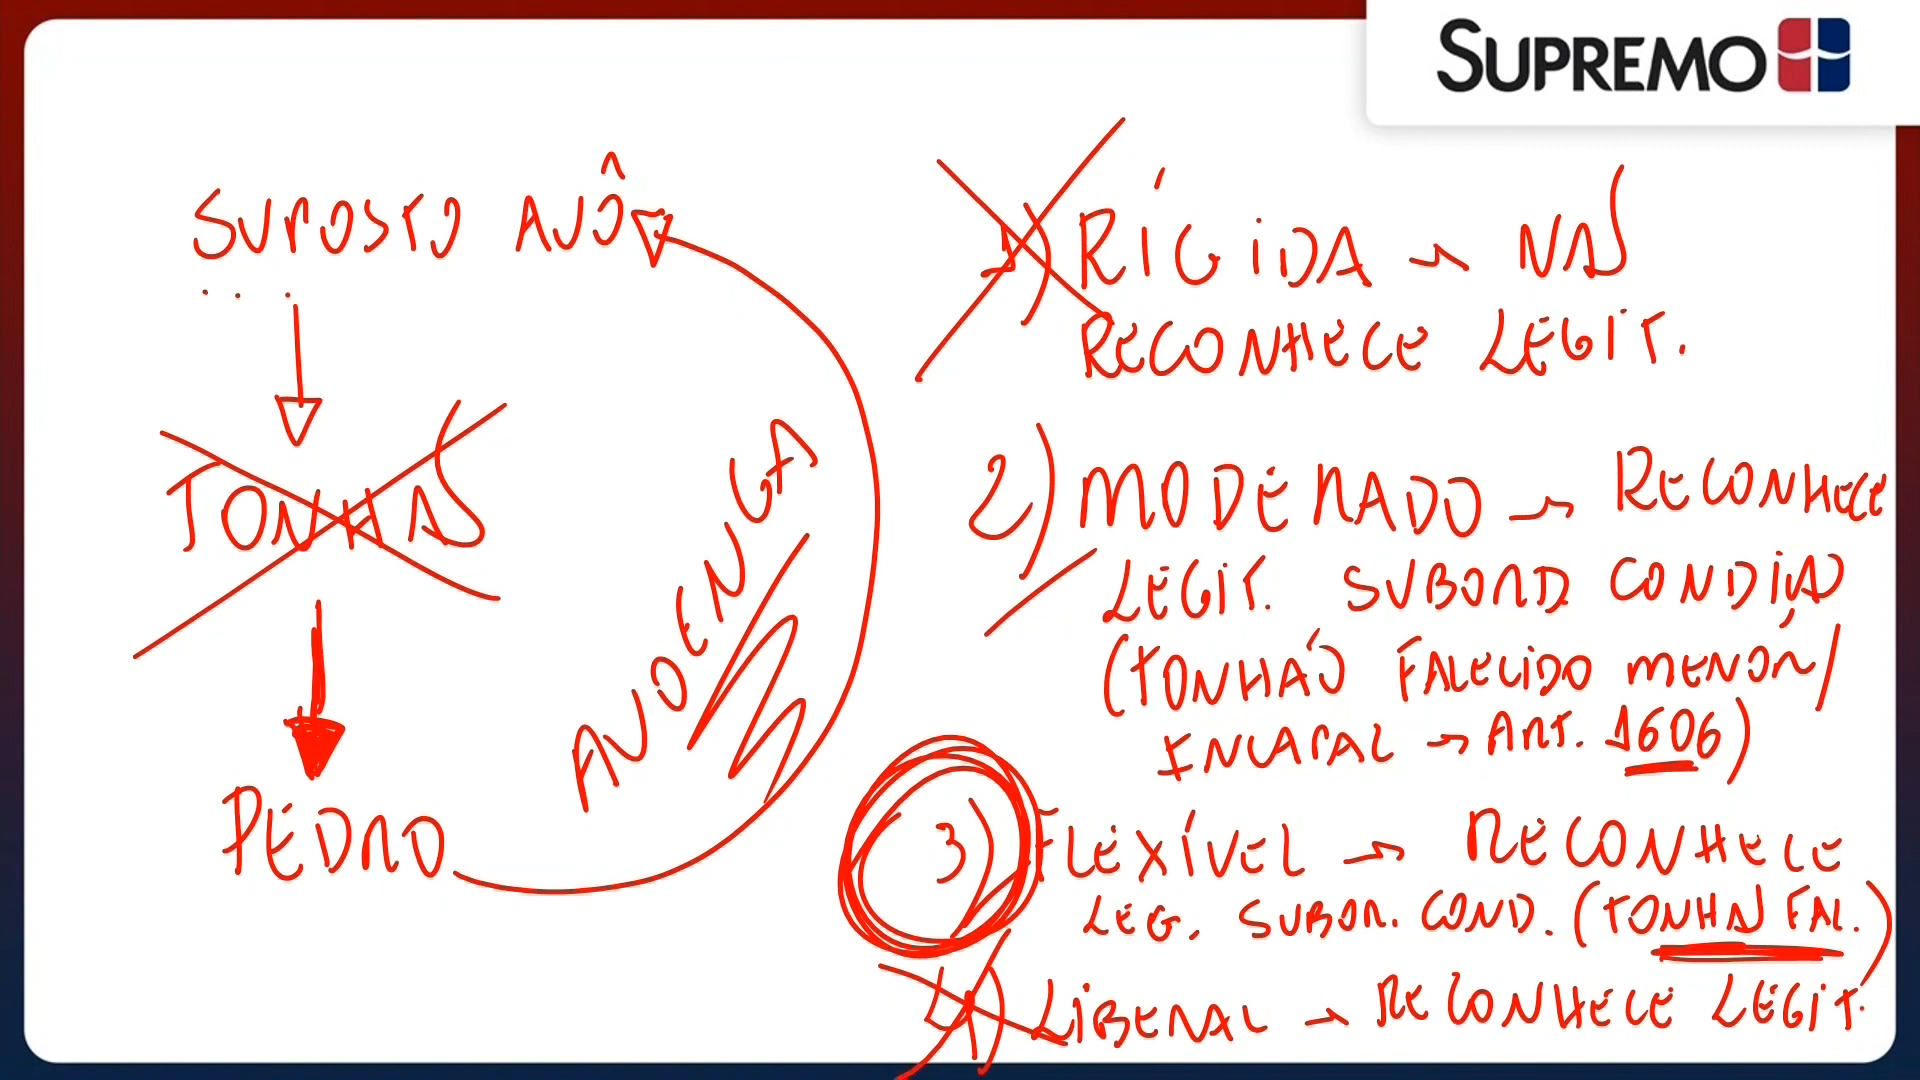 SUPREMO
SUPOSTO AVÔ
TONHÃO
PEDRO
AVOENGA
1) RÍGIDA → NÃO
RECONHECE LEGIT.
2) MODERADO → RECONHECE
LEGIT. SUBORD CONDIÇÃO
(TONHÃO FALECIDO MENOR/
INCAPAZ → ART. 1606)
3) FLEXÍVEL → RECONHECE
LEG. SUBOR. COND. (TONHÃO FAL.)
4) LIBERAL → RECONHECE LEGIT.